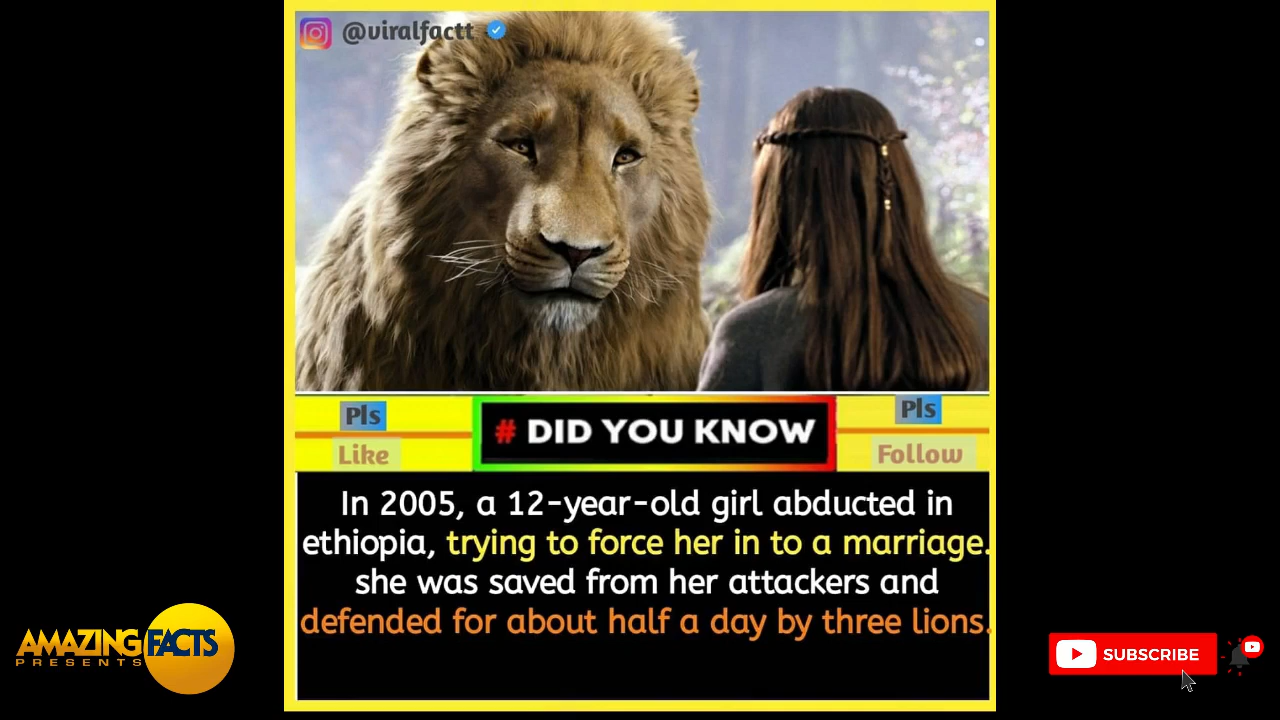 @viralfactt
Pls
Like
# DID YOU KNOW
Pls
Follow
In 2005, a 12-year-old girl abducted in
ethiopia, trying to force her in to a marriage.
she was saved from her attackers and
defended for about half a day by three lions.
AMAZING FACTS
PRESENTS
SUBSCRIBE